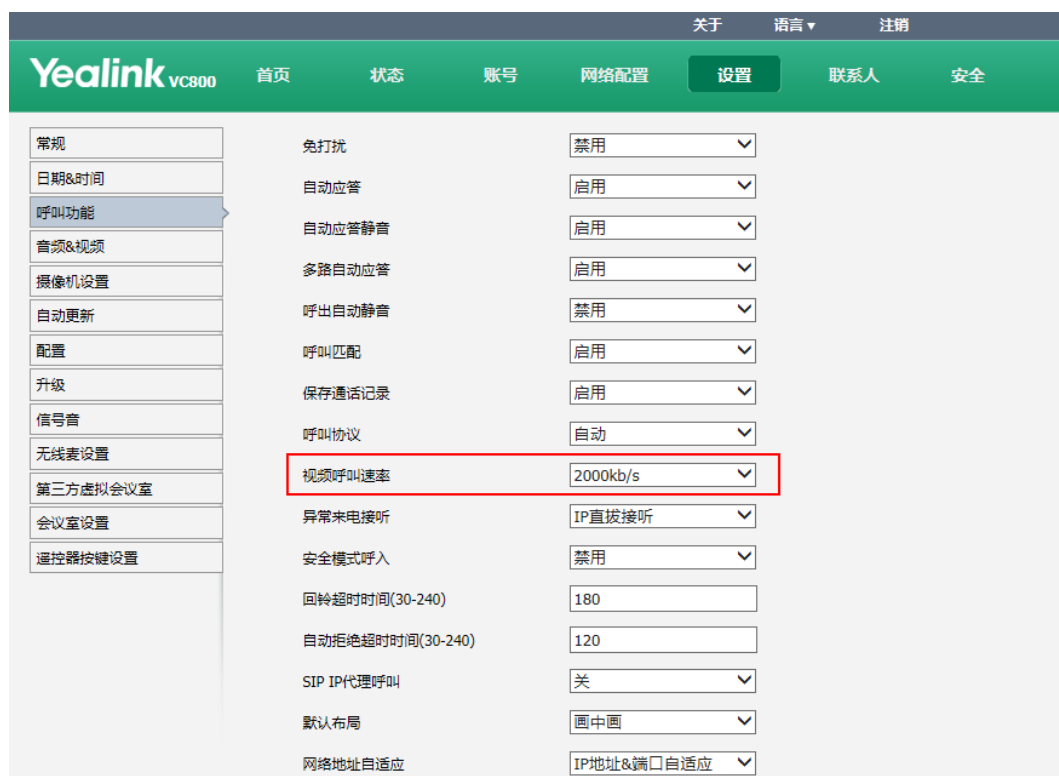 关于 语言▼ 注销
Yealink VC800 首页 状态 账号 网络配置 设置 联系人 安全
常规
日期&时间
呼叫功能
音频&视频
摄像机设置
自动更新
配置
升级
信号音
无线麦设置
第三方虚拟会议室
会议室设置
遥控器按键设置
免打扰 禁用
自动应答 启用
自动应答静音 启用
多路自动应答 启用
呼出自动静音 禁用
呼叫匹配 启用
保存通话记录 启用
呼叫协议 自动
视频呼叫速率 2000kb/s
异常来电接听 IP直拔接听
安全模式呼入 禁用
回铃超时时间(30-240) 180
自动拒绝超时时间(30-240) 120
SIP IP代理呼叫 关
默认布局 画中画
网络地址自适应 IP地址&端口自适应